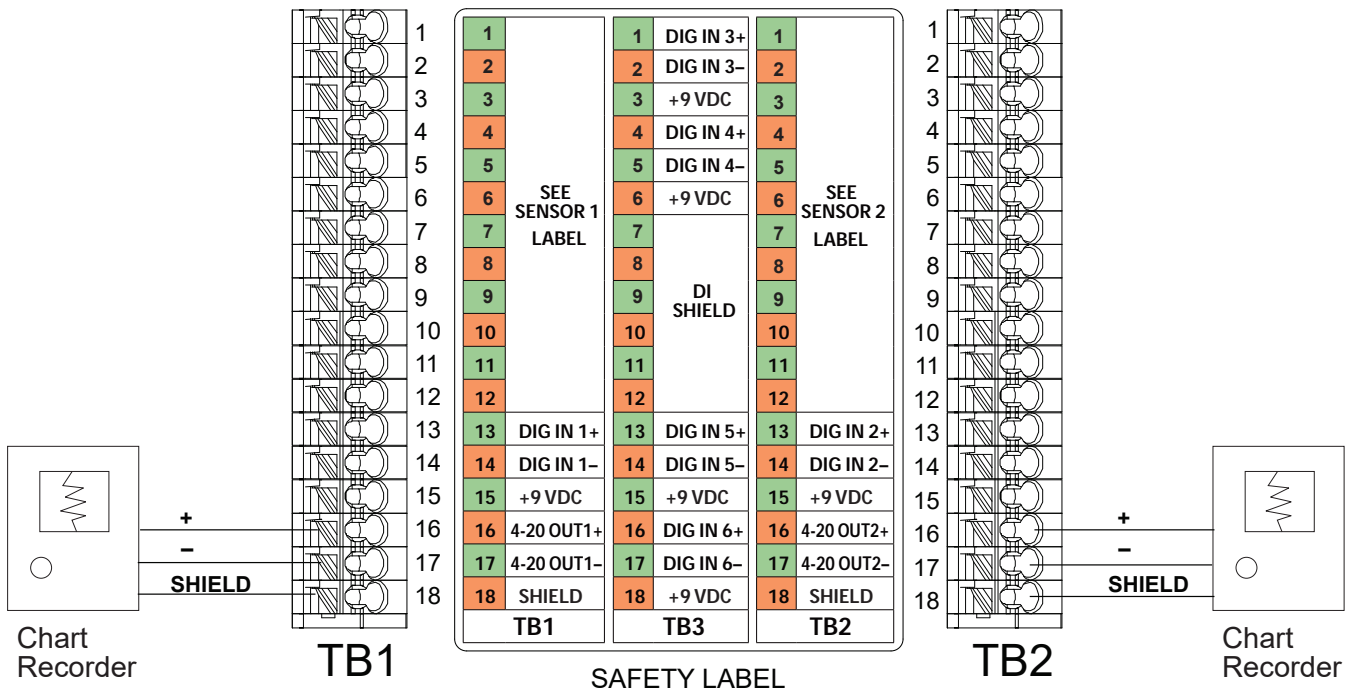 1
2
3
4
5
6
7
8
9
10
11
12
13
14
15
16
17
18
TB1
+
−
SHIELD
Chart
Recorder
1
2
3
4
5
6
7
8
9
10
11
12
SEE
SENSOR 1
LABEL
13 DIG IN 1+
14 DIG IN 1−
15 +9 VDC
16 4-20 OUT1+
17 4-20 OUT1−
18 SHIELD
TB1
1 DIG IN 3+
2 DIG IN 3−
3 +9 VDC
4 DIG IN 4+
5 DIG IN 4−
6 +9 VDC
7
8
9
10
11
12
DI
SHIELD
13 DIG IN 5+
14 DIG IN 5−
15 +9 VDC
16 DIG IN 6+
17 DIG IN 6−
18 +9 VDC
TB3
1
2
3
4
5
6
7
8
9
10
11
12
SEE
SENSOR 2
LABEL
13 DIG IN 2+
14 DIG IN 2−
15 +9 VDC
16 4-20 OUT2+
17 4-20 OUT2−
18 SHIELD
TB2
SAFETY LABEL
1
2
3
4
5
6
7
8
9
10
11
12
13
14
15
16
17
18
TB2
+
−
SHIELD
Chart
Recorder